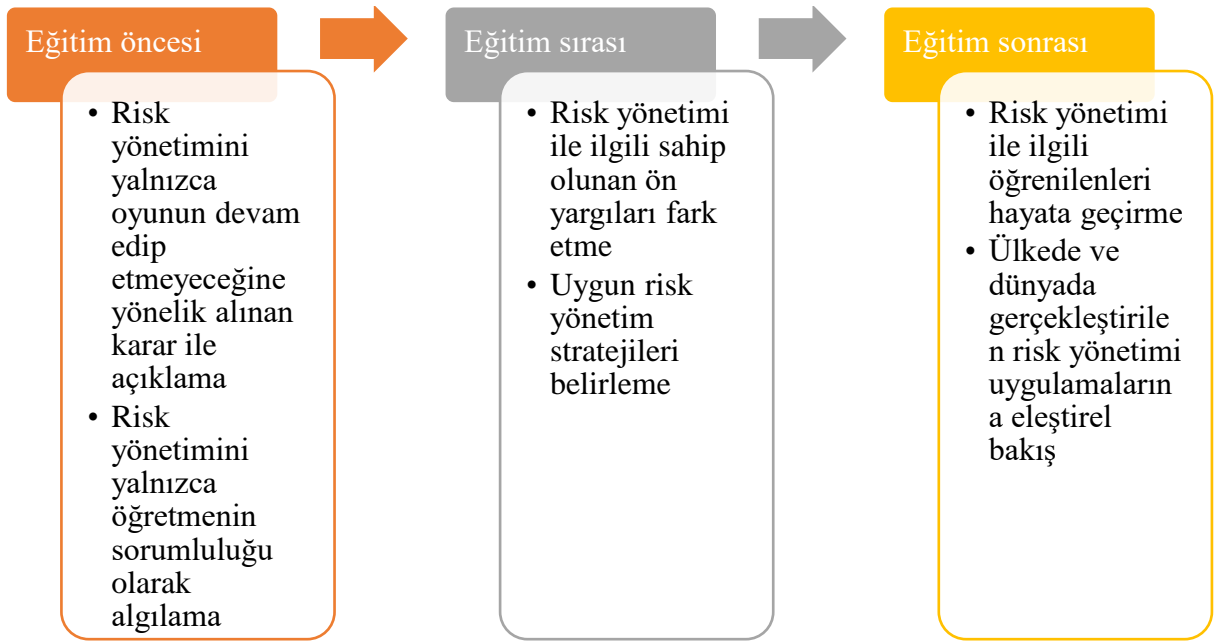 Eğitim öncesi
• Risk
yönetimini
yalnızca
oyunun devam
edip
etmeyeceğine
yönelik alınan
karar ile
açıklama
• Risk
yönetimini
yalnızca
öğretmenin
sorumluluğu
olarak
algılama
Eğitim sırası
• Risk yönetimi
ile ilgili sahip
olunan ön
yargıları fark
etme
• Uygun risk
yönetim
stratejileri
belirleme
Eğitim sonrası
• Risk yönetimi
ile ilgili
öğrenilenleri
hayata geçirme
• Ülkede ve
dünyada
gerçekleştirile
n risk yönetimi
uygulamaların
a eleştirel
bakış